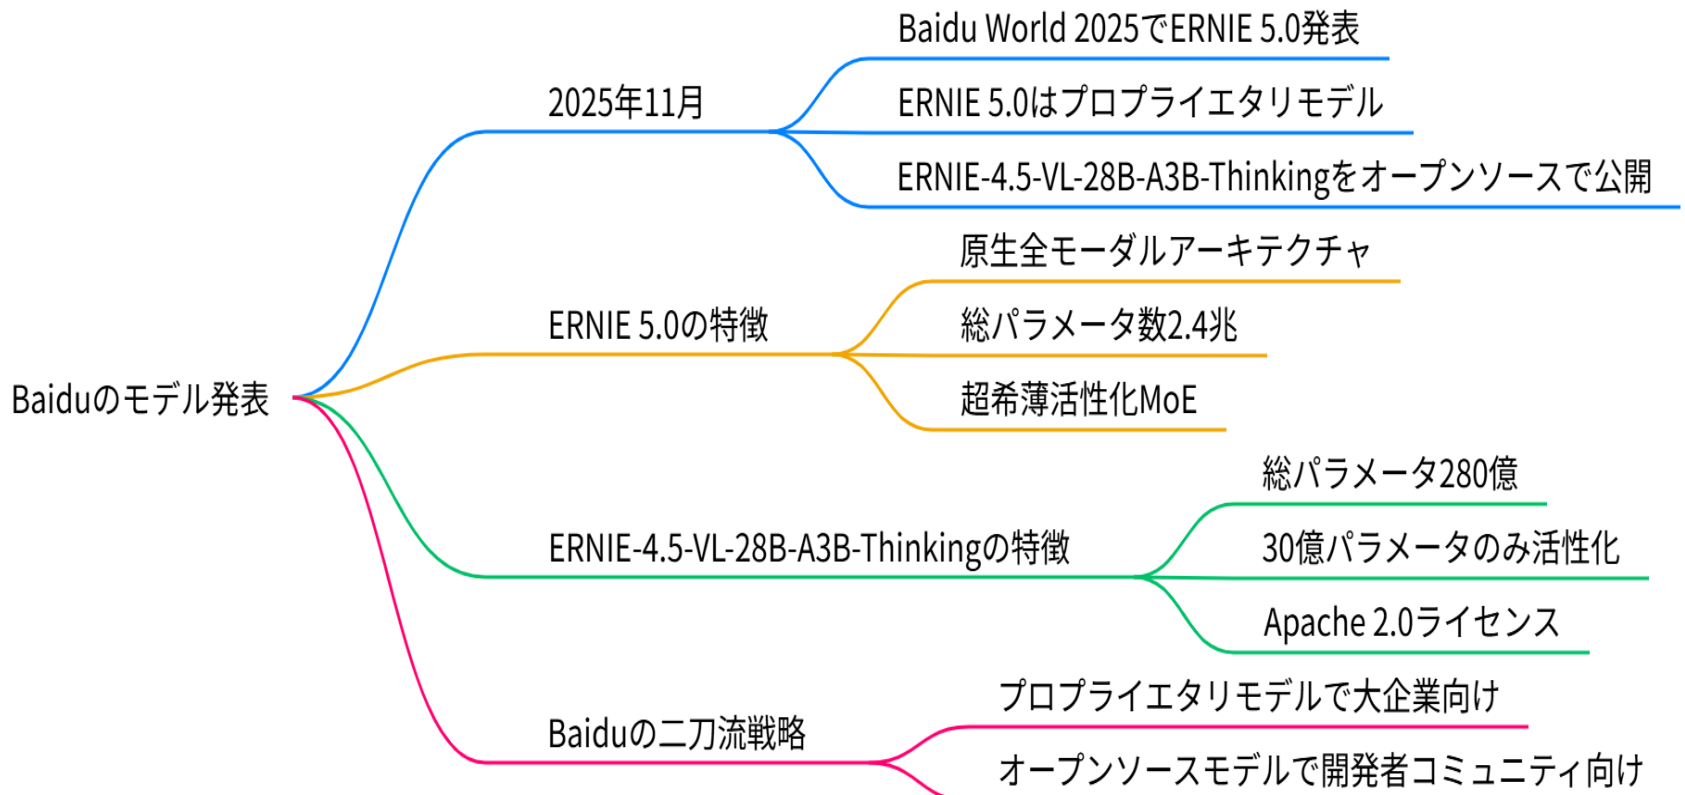 Baiduのモデル発表
2025年11月
Baidu World 2025でERNIE 5.0発表
ERNIE 5.0はプロプライエタリモデル
ERNIE-4.5-VL-28B-A3B-Thinkingをオープンソースで公開
ERNIE 5.0の特徴
原生全モーダルアーキテクチャ
総パラメータ数2.4兆
超希薄活性化MoE
ERNIE-4.5-VL-28B-A3B-Thinkingの特徴
総パラメータ280億
30億パラメータのみ活性化
Apache 2.0ライセンス
Baiduの二刀流戦略
プロプライエタリモデルで大企業向け
オープンソースモデルで開発者コミュニティ向け